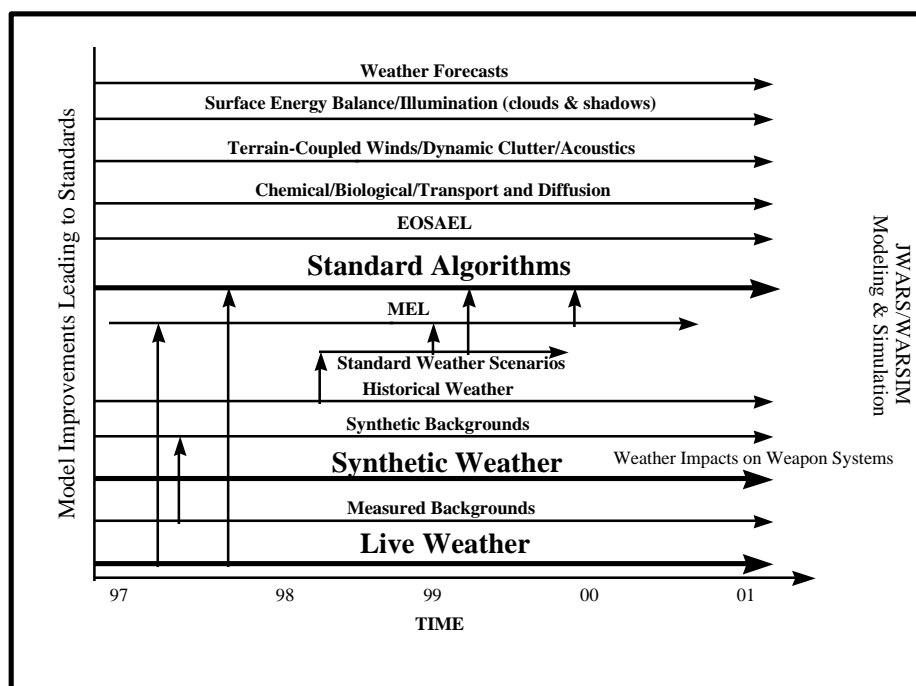 Model Improvements Leading to Standards
Weather Forecasts
Surface Energy Balance/Illumination (clouds & shadows)
Terrain-Coupled Winds/Dynamic Clutter/Acoustics
Chemical/Biological/Transport and Diffusion
EOSAEL
Standard Algorithms
MEL
Standard Weather Scenarios
Historical Weather
Synthetic Backgrounds
Synthetic Weather
Weather Impacts on Weapon Systems
Measured Backgrounds
Live Weather
97 98 99 00 01
TIME
JWARS/WARSIM
Modeling & Simulation